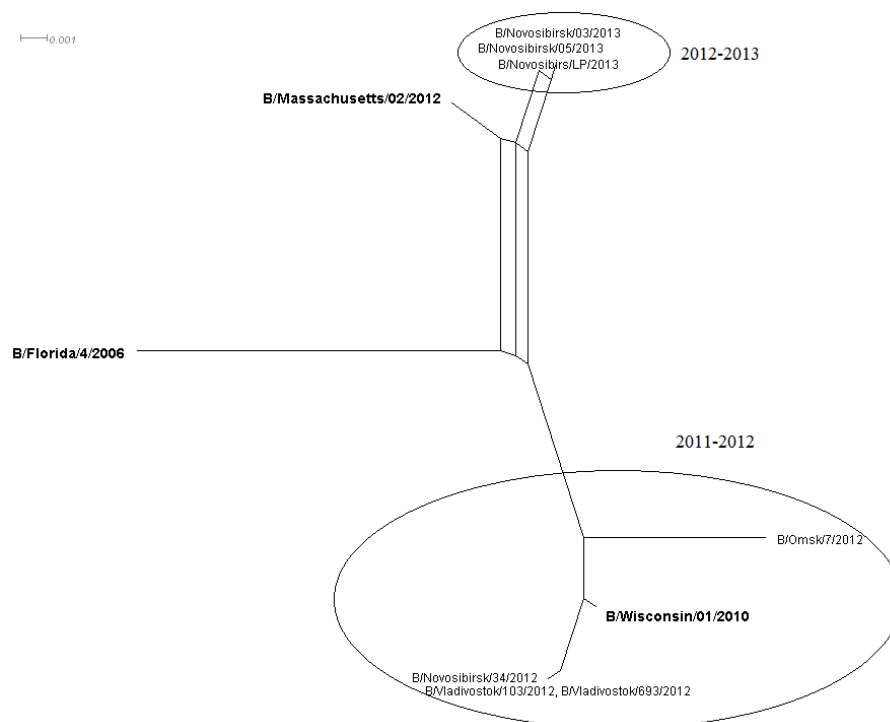 0.001
B/Novosibirsk/03/2013
B/Novosibirsk/05/2013
B/Novosibirs/LP/2013
2012-2013
B/Massachusetts/02/2012
B/Florida/4/2006
2011-2012
B/Omsk/7/2012
B/Wisconsin/01/2010
B/Novosibirsk/34/2012
B/Vladivostok/103/2012, B/Vladivostok/693/2012